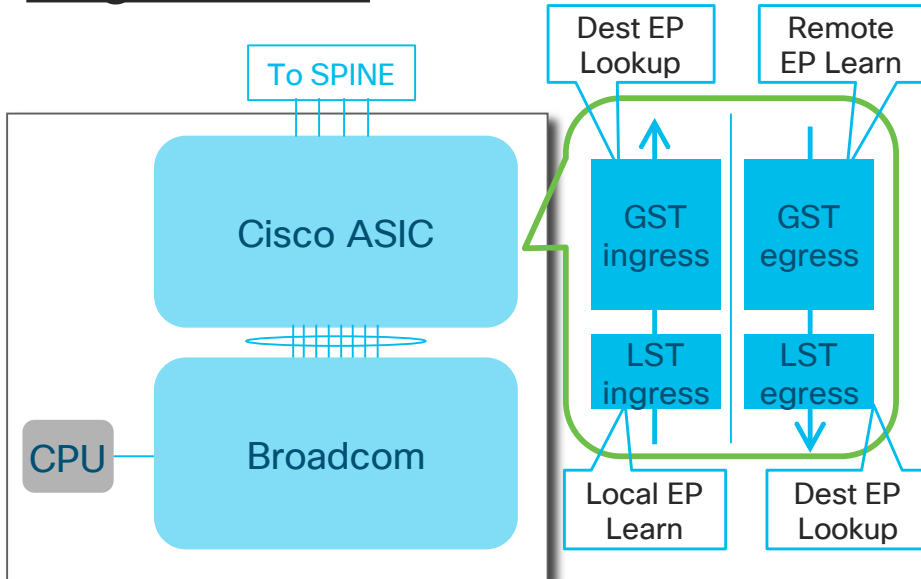 To SPINE
Cisco ASIC
CPU
Broadcom
Dest EP
Lookup
Remote
EP Learn
GST
ingress
GST
egress
LST
ingress
LST
egress
Local EP
Learn
Dest EP
Lookup